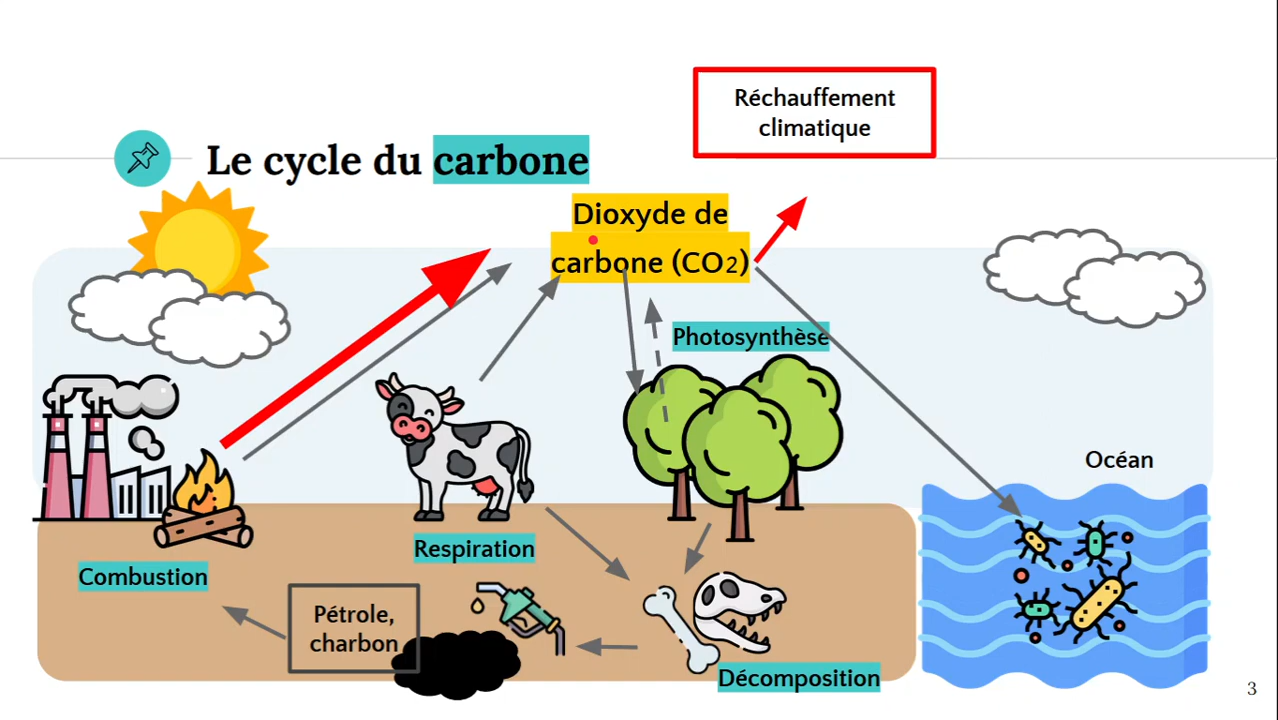 Réchauffement
climatique
Le cycle du carbone
Dioxyde de
carbone (CO2)
Photosynthèse
Océan
Respiration
Combustion
Pétrole,
charbon
Décomposition
3